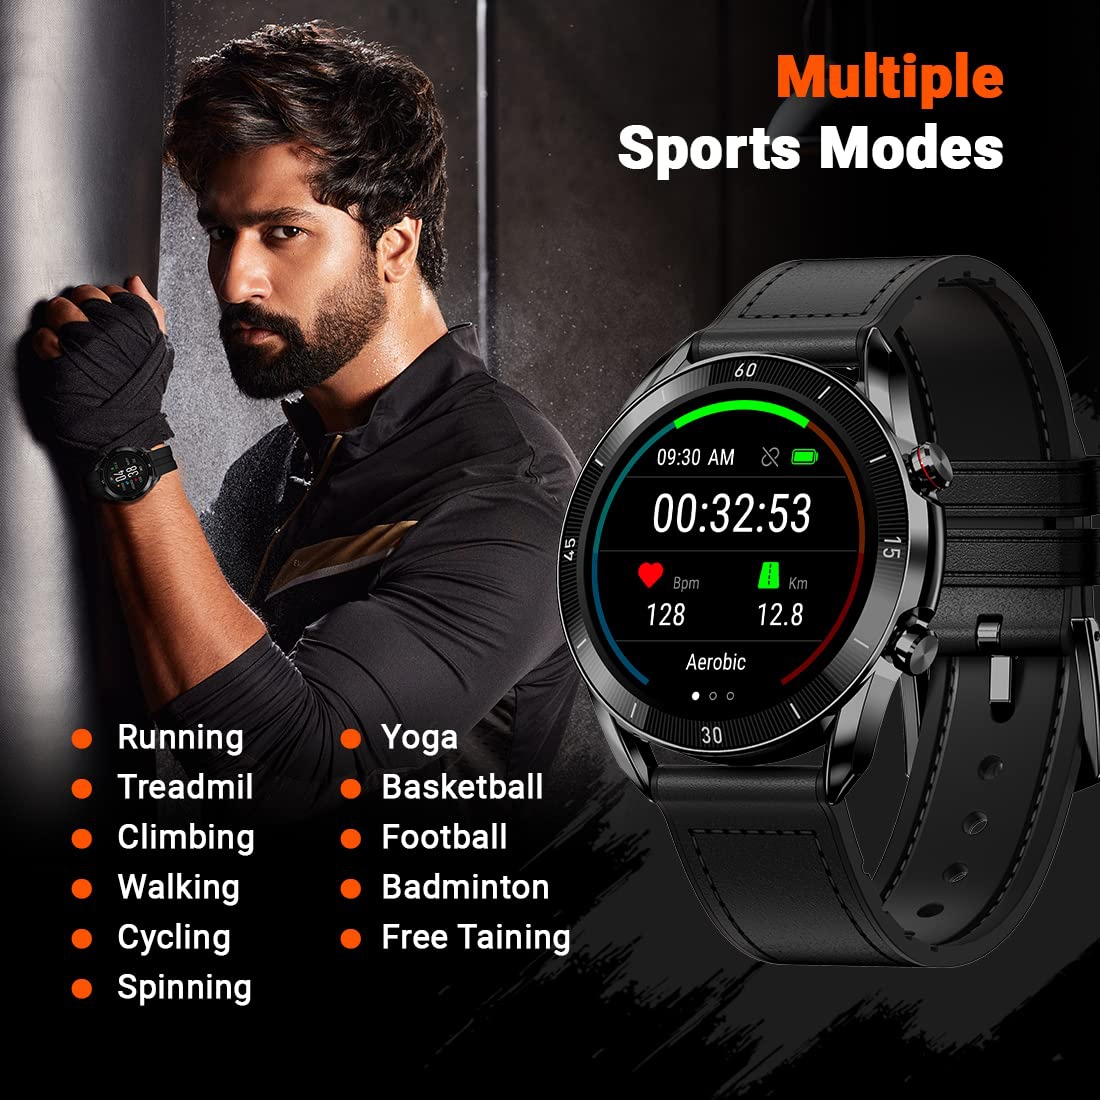 Multiple
Sports Modes
60
09:30 AM
00:32:53
45
15
Bpm
Km
128
12.8
Aerobic
30
Running
Treadmil
Climbing
Walking
Cycling
Spinning
Yoga
Basketball
Football
Badminton
Free Taining